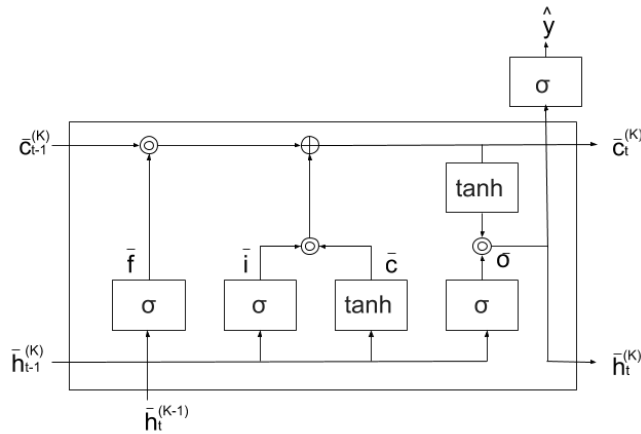 ŷ
σ
c̄ₜ₋₁⁽ᴷ⁾
c̄ₜ⁽ᴷ⁾
tanh
f̄
ī
c̄
σ̄
σ
σ
tanh
σ
h̄ₜ₋₁⁽ᴷ⁾
h̄ₜ⁽ᴷ⁾
h̄ₜ⁽ᴷ⁻¹⁾